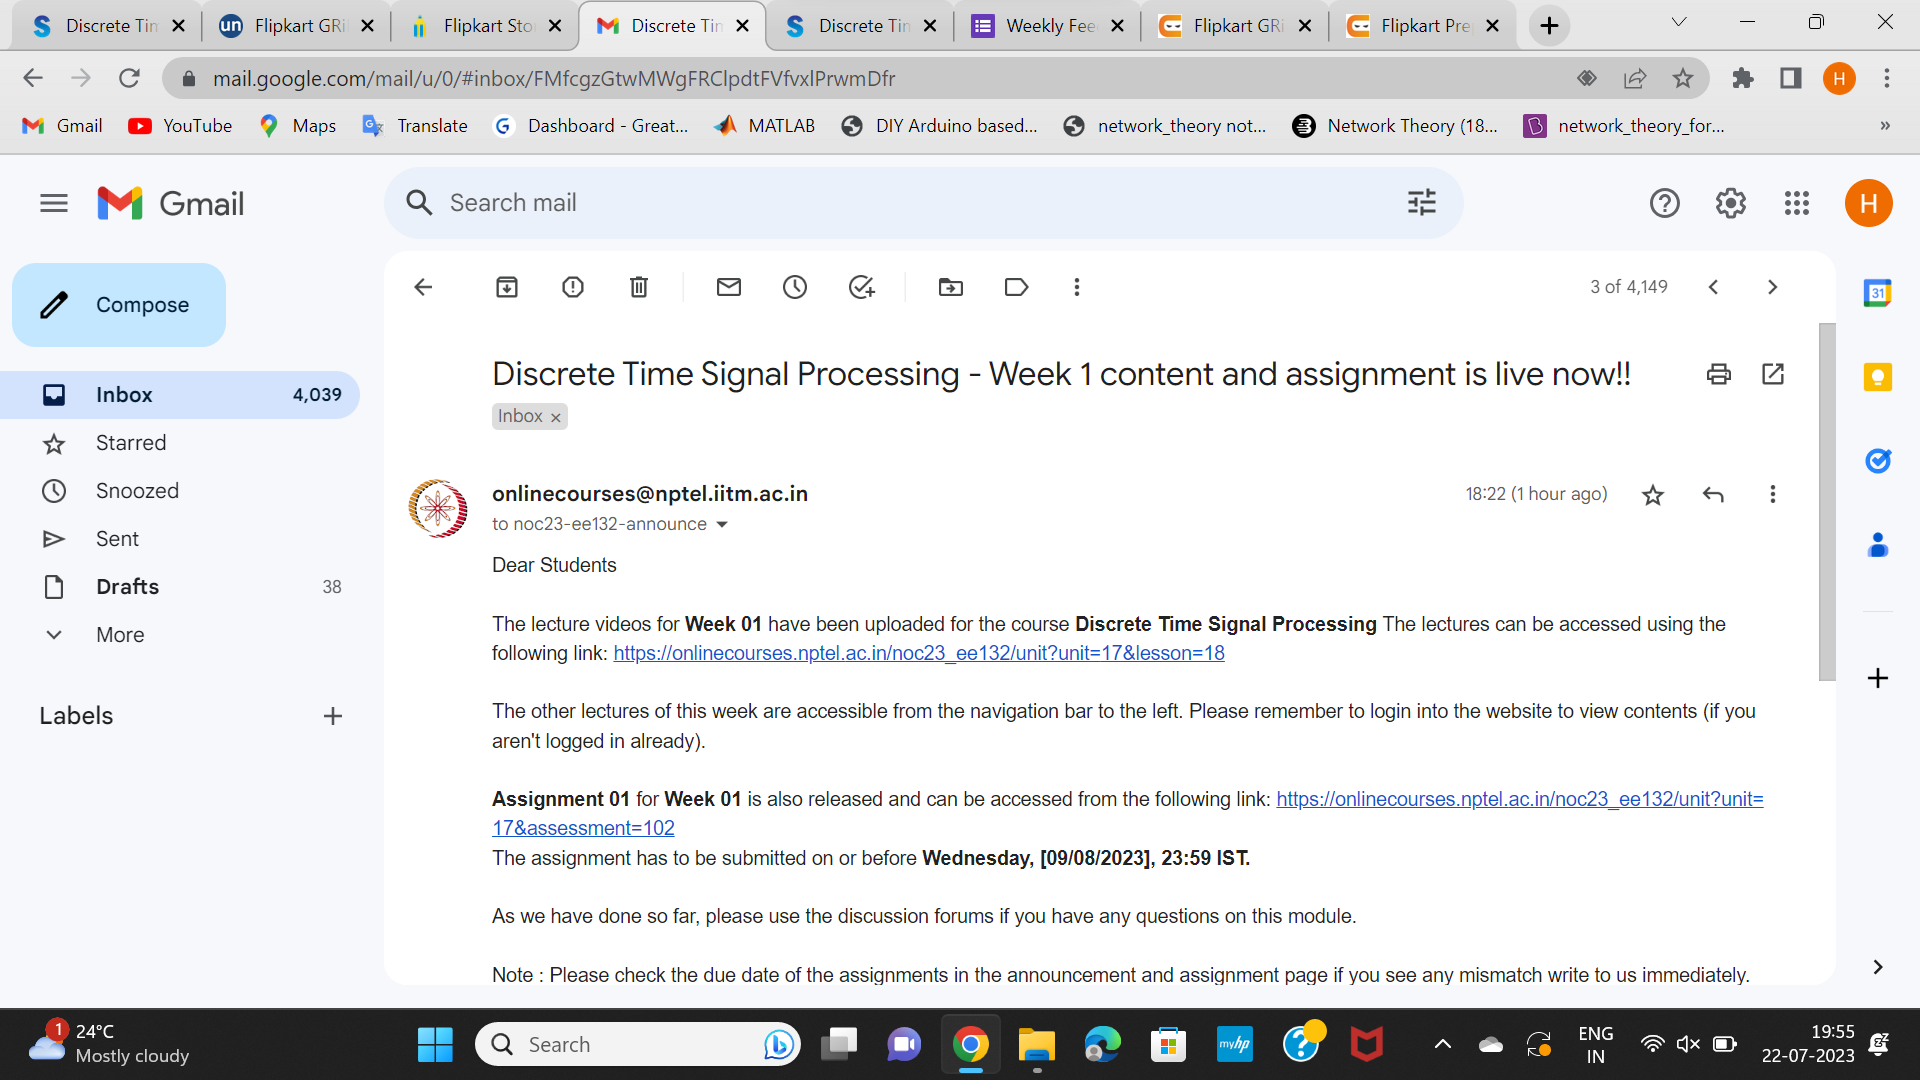 Discrete Tin
Flipkart GRi
Flipkart Sto
Discrete Tin
Discrete Tin
Weekly Fee
Flipkart GRi
Flipkart Pre
mail.google.com/mail/u/0/#inbox/FMfcgzGtwMWgFRClpdtFVfvxlPrwmDfr
H
Gmail
YouTube
Maps
Translate
Dashboard - Great...
MATLAB
DIY Arduino based...
network_theory not...
Network Theory (18...
network_theory_for...
»
Gmail
Search mail
H
Compose
3 of 4,149
Inbox 4,039
Starred
Snoozed
Sent
Drafts 38
More
Labels
Discrete Time Signal Processing - Week 1 content and assignment is live now!!
Inbox x
onlinecourses@nptel.iitm.ac.in 18:22 (1 hour ago)
to noc23-ee132-announce
Dear Students
The lecture videos for Week 01 have been uploaded for the course Discrete Time Signal Processing The lectures can be accessed using the
following link: https://onlinecourses.nptel.ac.in/noc23_ee132/unit?unit=17&lesson=18
The other lectures of this week are accessible from the navigation bar to the left. Please remember to login into the website to view contents (if you
aren't logged in already).
Assignment 01 for Week 01 is also released and can be accessed from the following link: https://onlinecourses.nptel.ac.in/noc23_ee132/unit?unit=
17&assessment=102
The assignment has to be submitted on or before Wednesday, [09/08/2023], 23:59 IST.
As we have done so far, please use the discussion forums if you have any questions on this module.
Note : Please check the due date of the assignments in the announcement and assignment page if you see any mismatch write to us immediately.
31
1
24°C
Mostly cloudy
Search
myhp
ENG
IN
19:55
22-07-2023